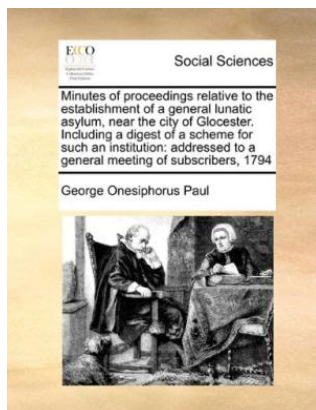 ECCO
Social Sciences
Minutes of proceedings relative to the
establishment of a general lunatic
asylum, near the city of Glocester.
Including a digest of a scheme for
such an institution: addressed to a
general meeting of subscribers, 1794
George Onesiphorus Paul